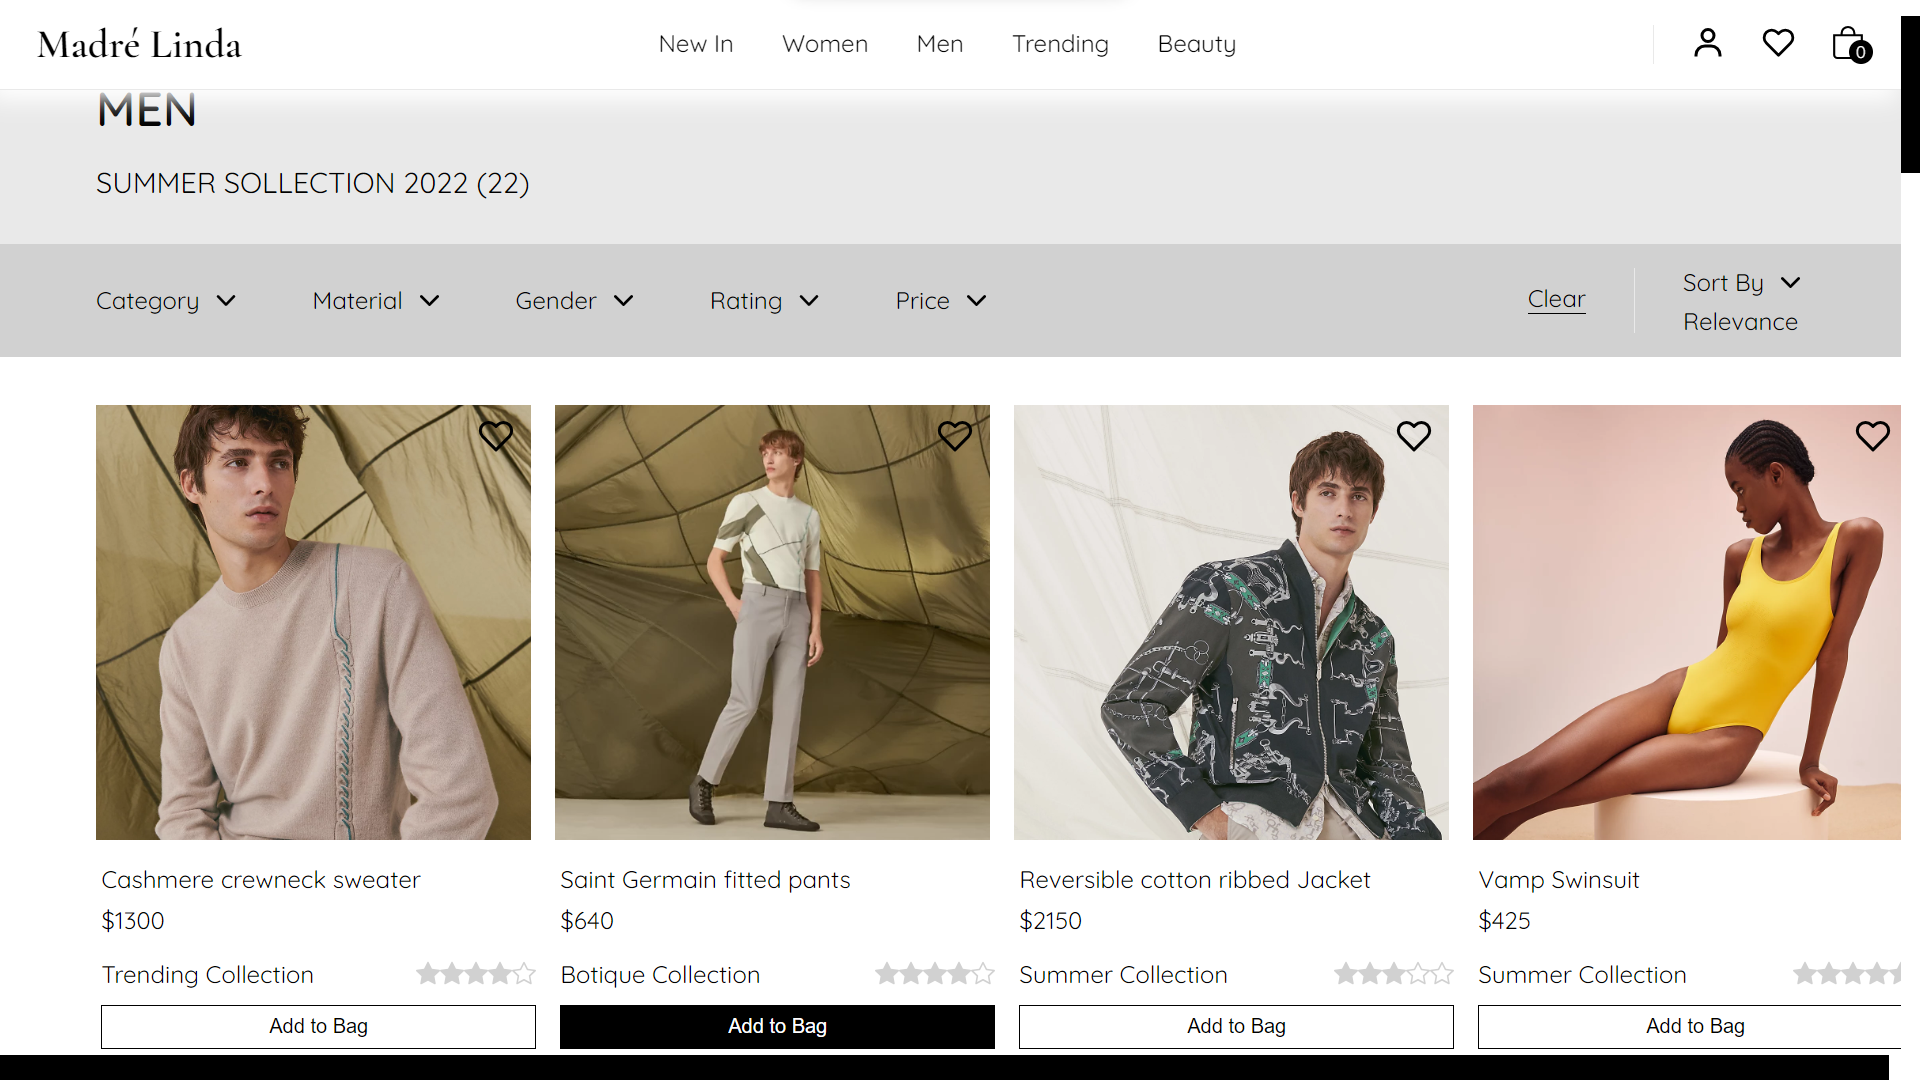 Madré Linda
New In Women Men Trending Beauty
0
MEN
SUMMER SOLLECTION 2022 (22)
Category Material Gender Rating Price
Clear
Sort By
Relevance
Cashmere crewneck sweater
$1300
Trending Collection
Add to Bag
Saint Germain fitted pants
$640
Botique Collection
Add to Bag
Reversible cotton ribbed Jacket
$2150
Summer Collection
Add to Bag
Vamp Swinsuit
$425
Summer Collection
Add to Bag